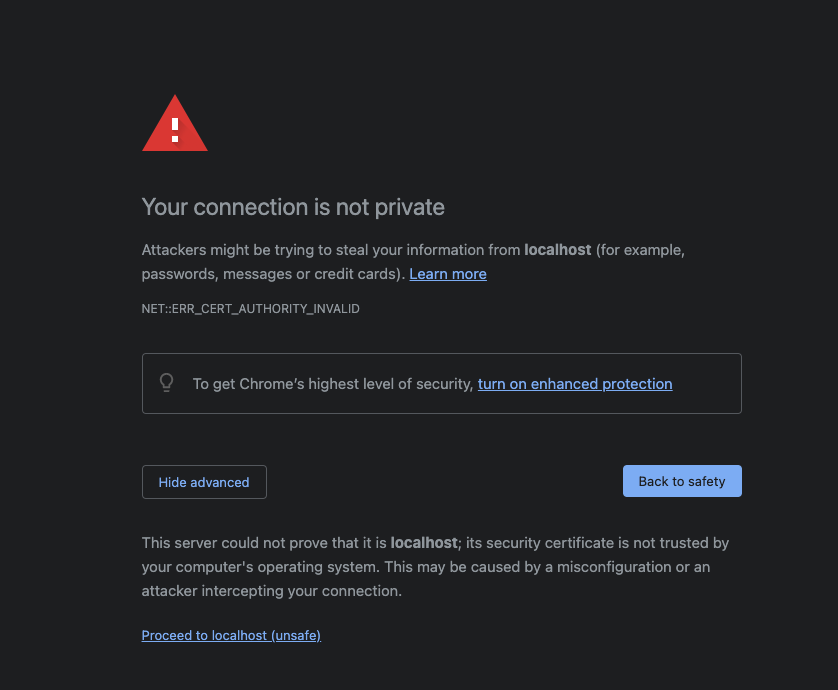 Your connection is not private
Attackers might be trying to steal your information from localhost (for example,
passwords, messages or credit cards). Learn more
NET::ERR_CERT_AUTHORITY_INVALID
To get Chrome’s highest level of security, turn on enhanced protection
Hide advanced
Back to safety
This server could not prove that it is localhost; its security certificate is not trusted by
your computer's operating system. This may be caused by a misconfiguration or an
attacker intercepting your connection.
Proceed to localhost (unsafe)